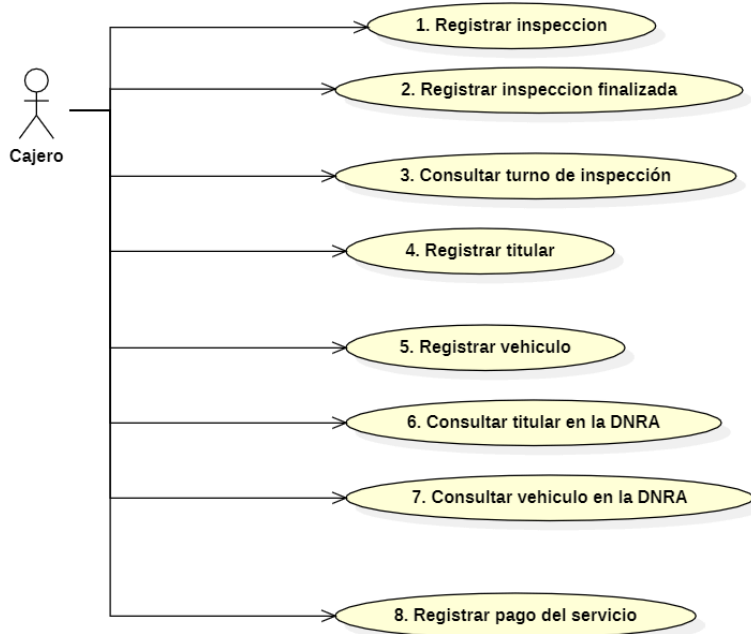 1. Registrar inspeccion
2. Registrar inspeccion finalizada
Cajero
3. Consultar turno de inspección
4. Registrar titular
5. Registrar vehiculo
6. Consultar titular en la DNRA
7. Consultar vehiculo en la DNRA
8. Registrar pago del servicio